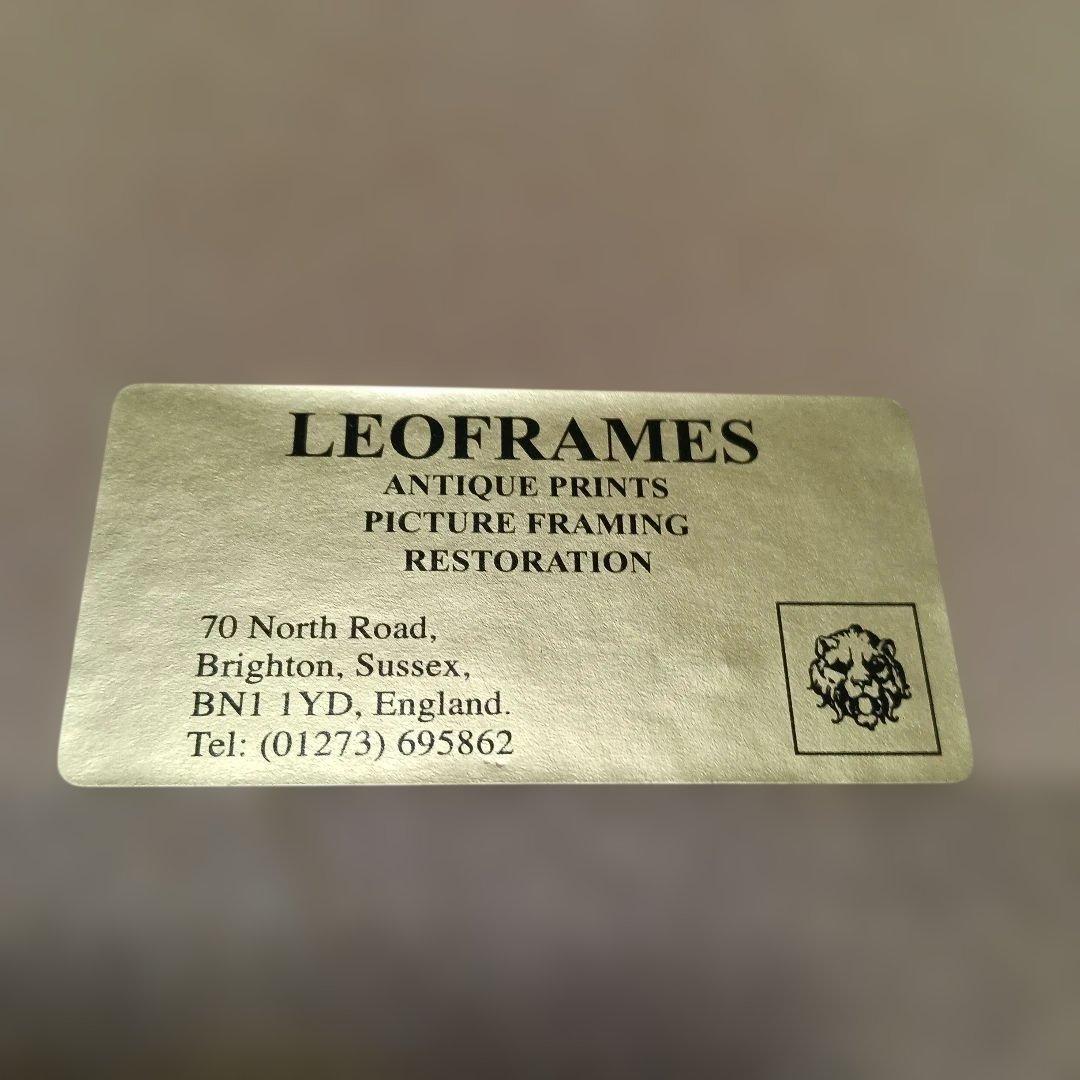 LEOFRAMES
ANTIQUE PRINTS
PICTURE FRAMING
RESTORATION
70 North Road,
Brighton, Sussex,
BN1 1YD, England.
Tel: (01273) 695862